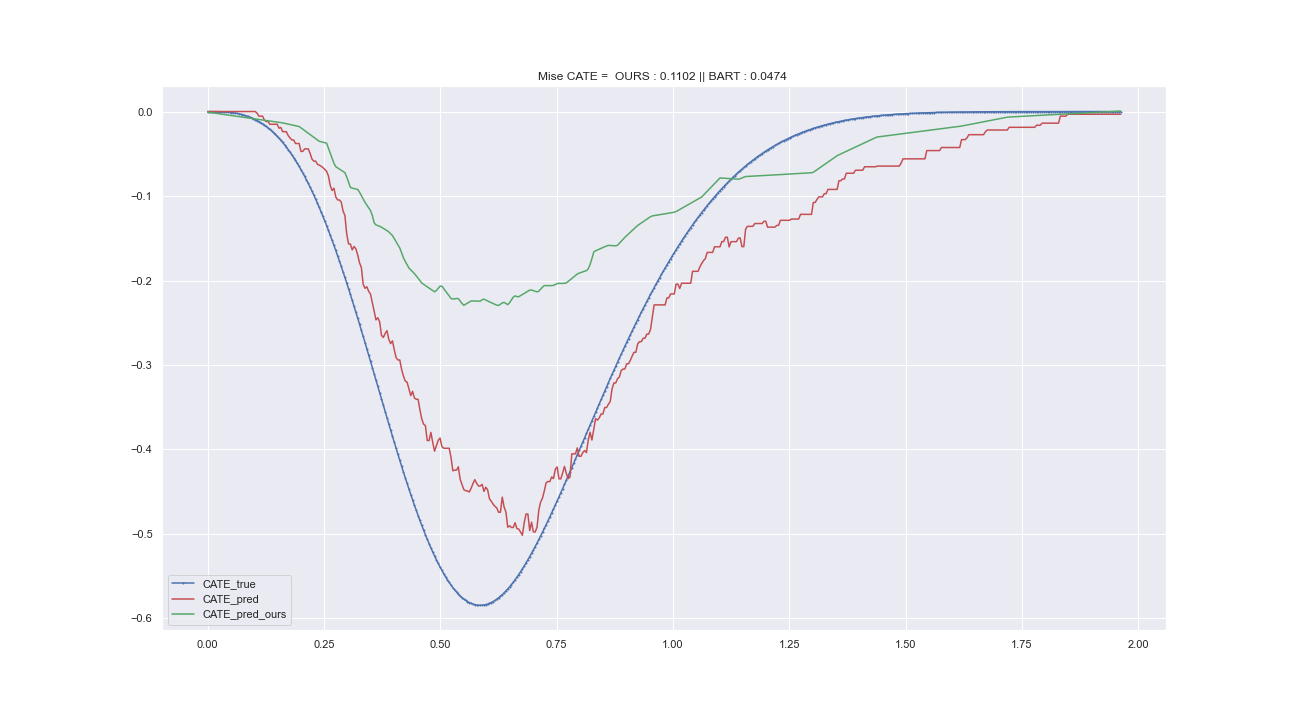 Mise CATE =  OURS : 0.1102 || BART : 0.0474
0.0
−0.1
−0.2
−0.3
−0.4
−0.5
−0.6
CATE_true
CATE_pred
CATE_pred_ours
0.00 0.25 0.50 0.75 1.00 1.25 1.50 1.75 2.00